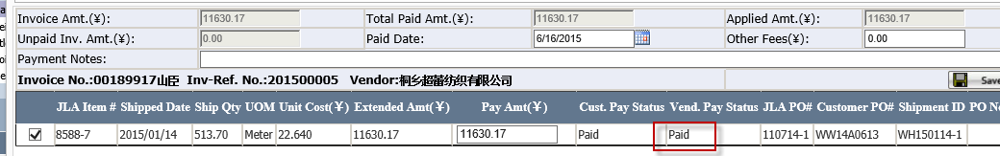 Invoice Amt.(¥): 11630.17 Total Paid Amt.(¥): 11630.17 Applied Amt.(¥): 11630.17
Unpaid Inv. Amt.(¥): 0.00 Paid Date: 6/16/2015 Other Fees(¥): 0.00
Payment Notes:
Invoice No.:00189917山臣 Inv-Ref. No.:201500005 Vendor:桐乡超蕾纺织有限公司 Save
JLA Item # Shipped Date Ship Qty UOM Unit Cost(¥) Extended Amt(¥) Pay Amt(¥) Cust. Pay Status Vend. Pay Status JLA PO# Customer PO# Shipment ID PO No
8588-7 2015/01/14 513.70 Meter 22.640 11630.17 11630.17 Paid Paid 110714-1 WW14A0613 WH150114-1